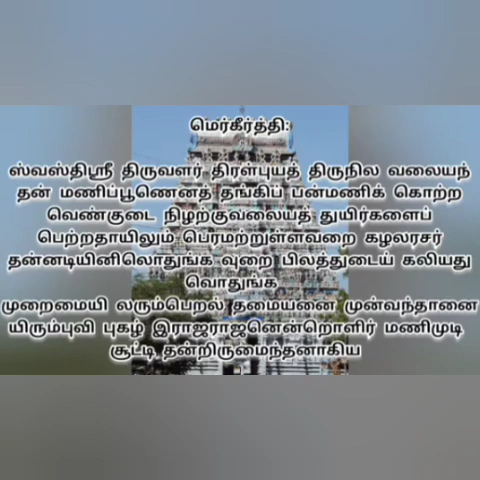 மெர்கீர்த்தி:
ஸ்வஸ்திஸ்ரீ திருவளர் திரள்புயத் திருநில வலையந்
தன் மணிப்பூணெனத் தங்கிப் பன்மணிக் கொற்ற
வெண்குடை நிழற்குவலையத் துயிர்களைப்
பெற்றதாயிலும் பெரமற்றுள்ளவறை கழலரசர்
தன்னடியினிலொதுங்க வுறை பிலத்துடைய் கலியது
வொதுங்க
முறைமையி லரும்பெறல் தமையனை முன்வந்தானை
யிரும்புவி புகழ் இராஜராஜனென்றொளிர் மணிமுடி
சூட்டி தன்றிருமைந்தனாகிய